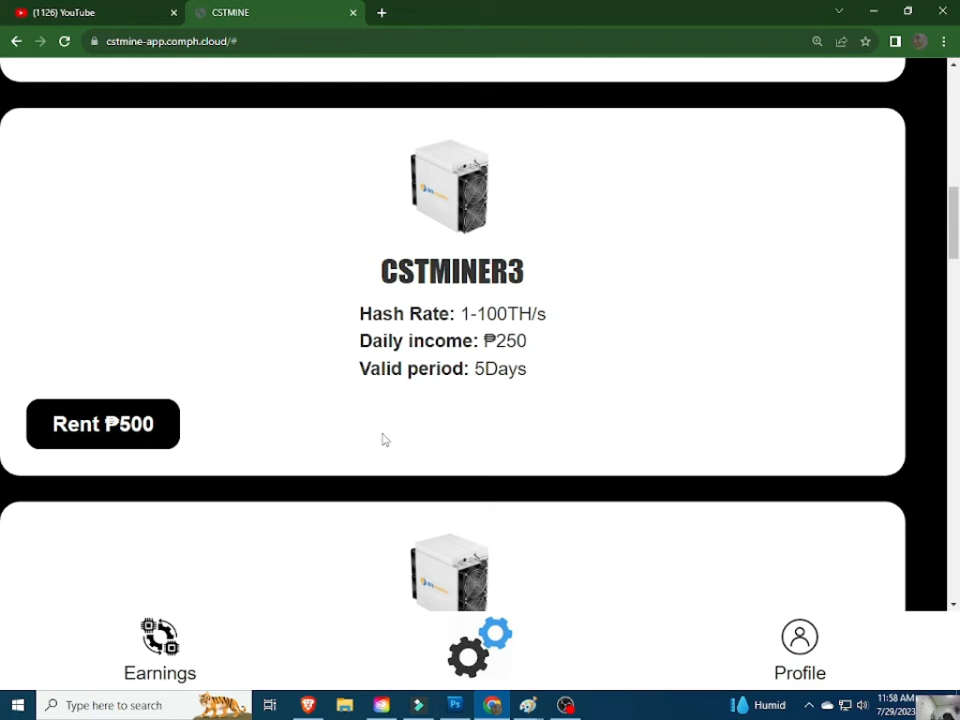 (1126) YouTube
CSTMINE
cstmine-app.comph.cloud/#
CSTMINER3
Hash Rate: 1-100TH/s
Daily income: ₱250
Valid period: 5Days
Rent ₱500
Earnings
Profile
Type here to search
Ps
Humid
11:58 AM
7/29/2023